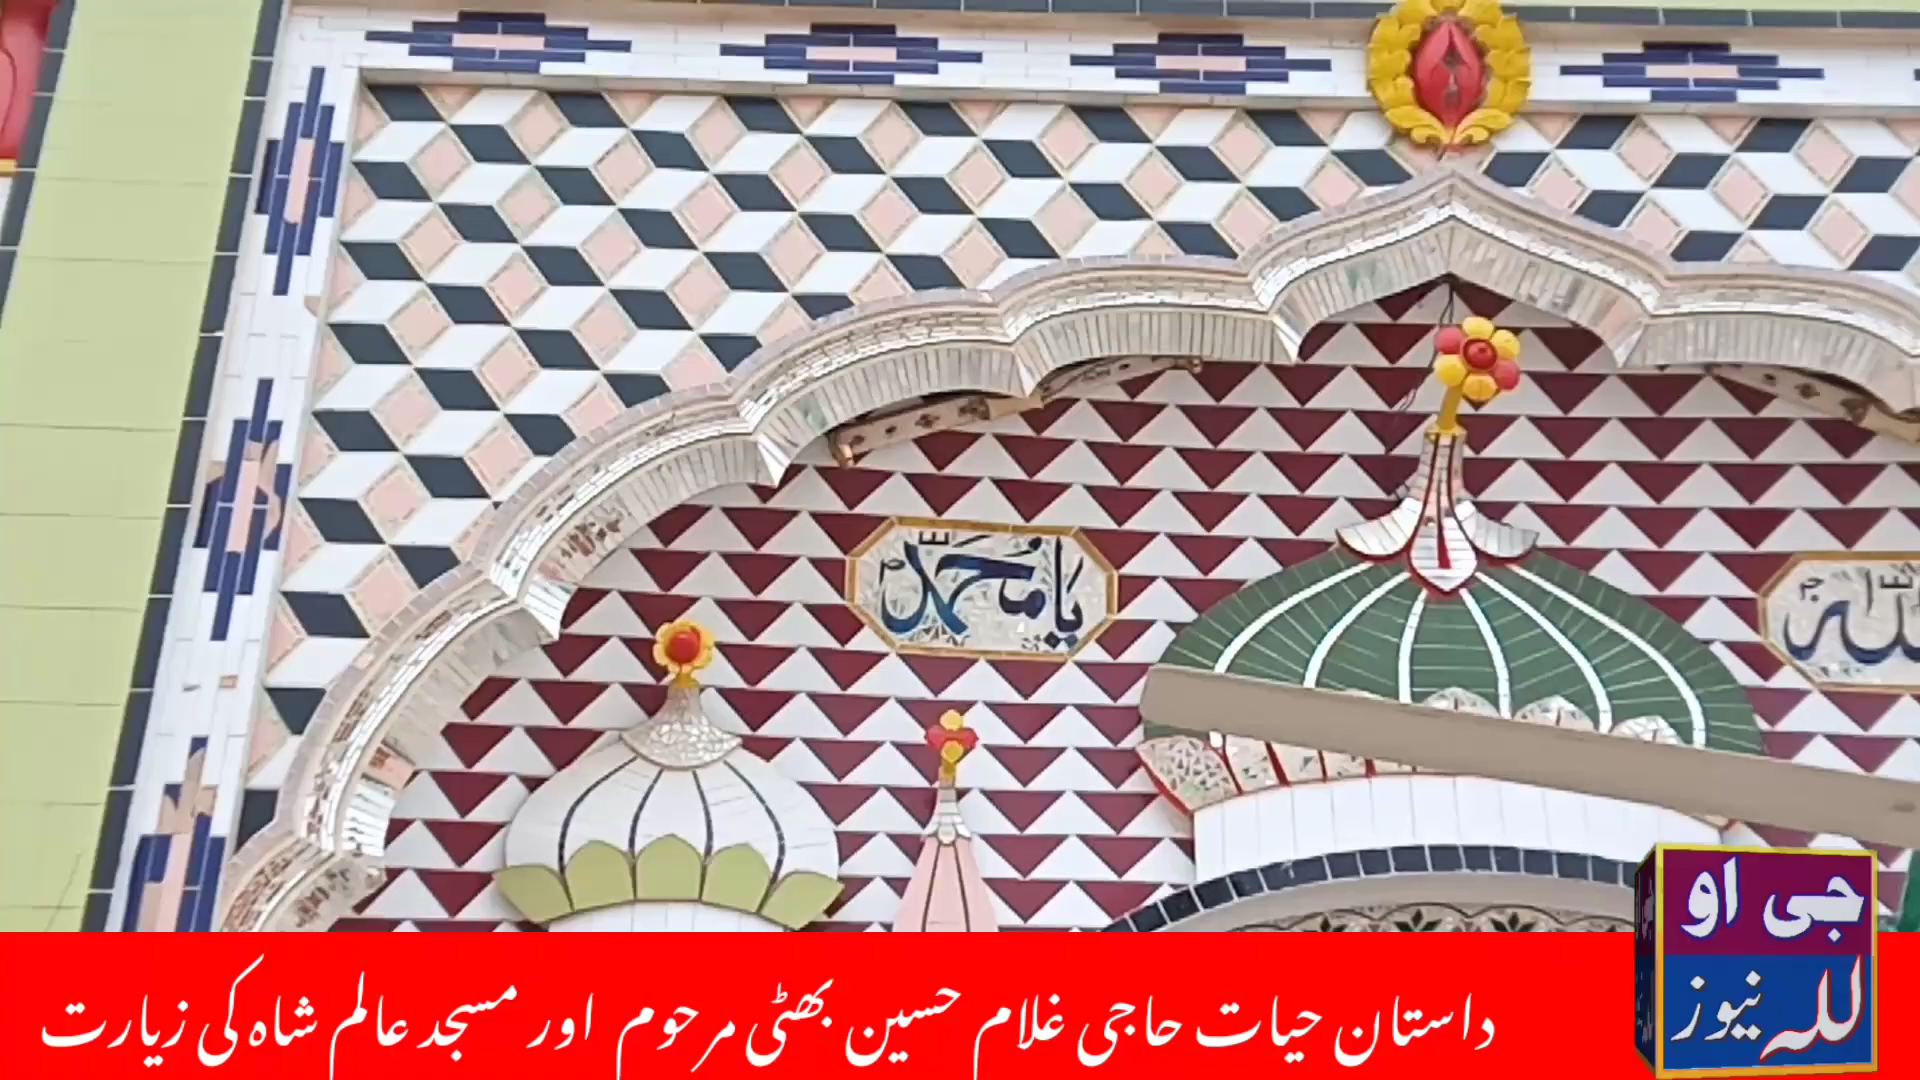 یا محمد
اللہ
جی او
للہ نیوز
داستان حیات حاجی غلام حسین بھٹی مرحوم اور مسجد عالم شاہ کی زیارت